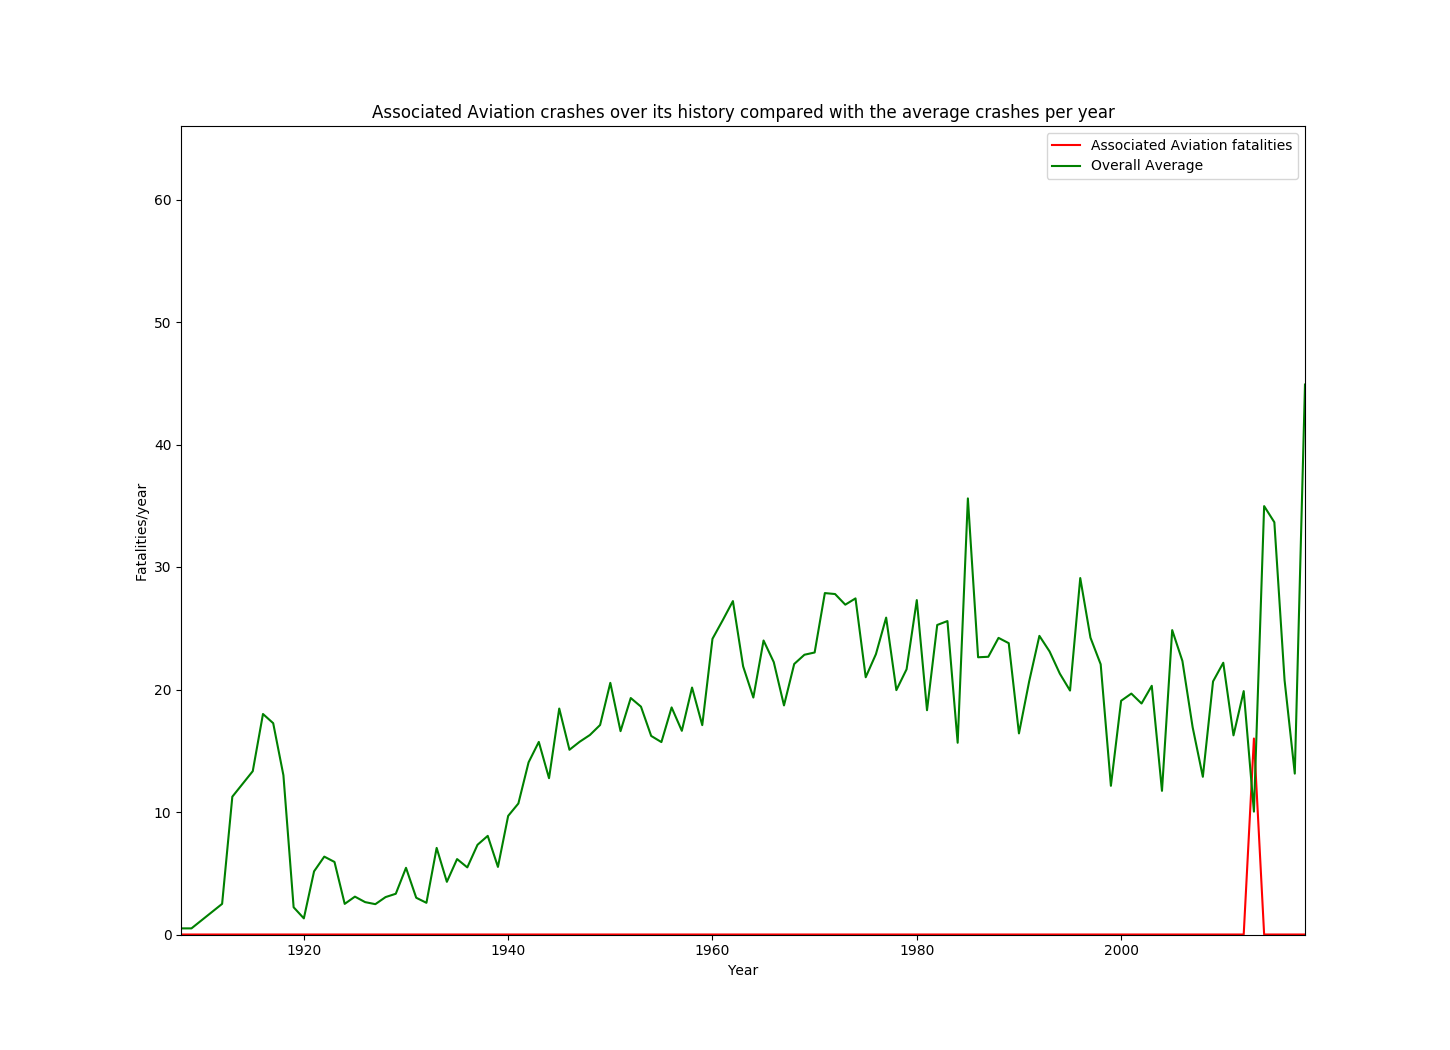 Associated Aviation crashes over its history compared with the average crashes per year
Associated Aviation fatalities
Overall Average
60
50
40
30
20
10
0
Fatalities/year
1920
1940
1960
1980
2000
Year